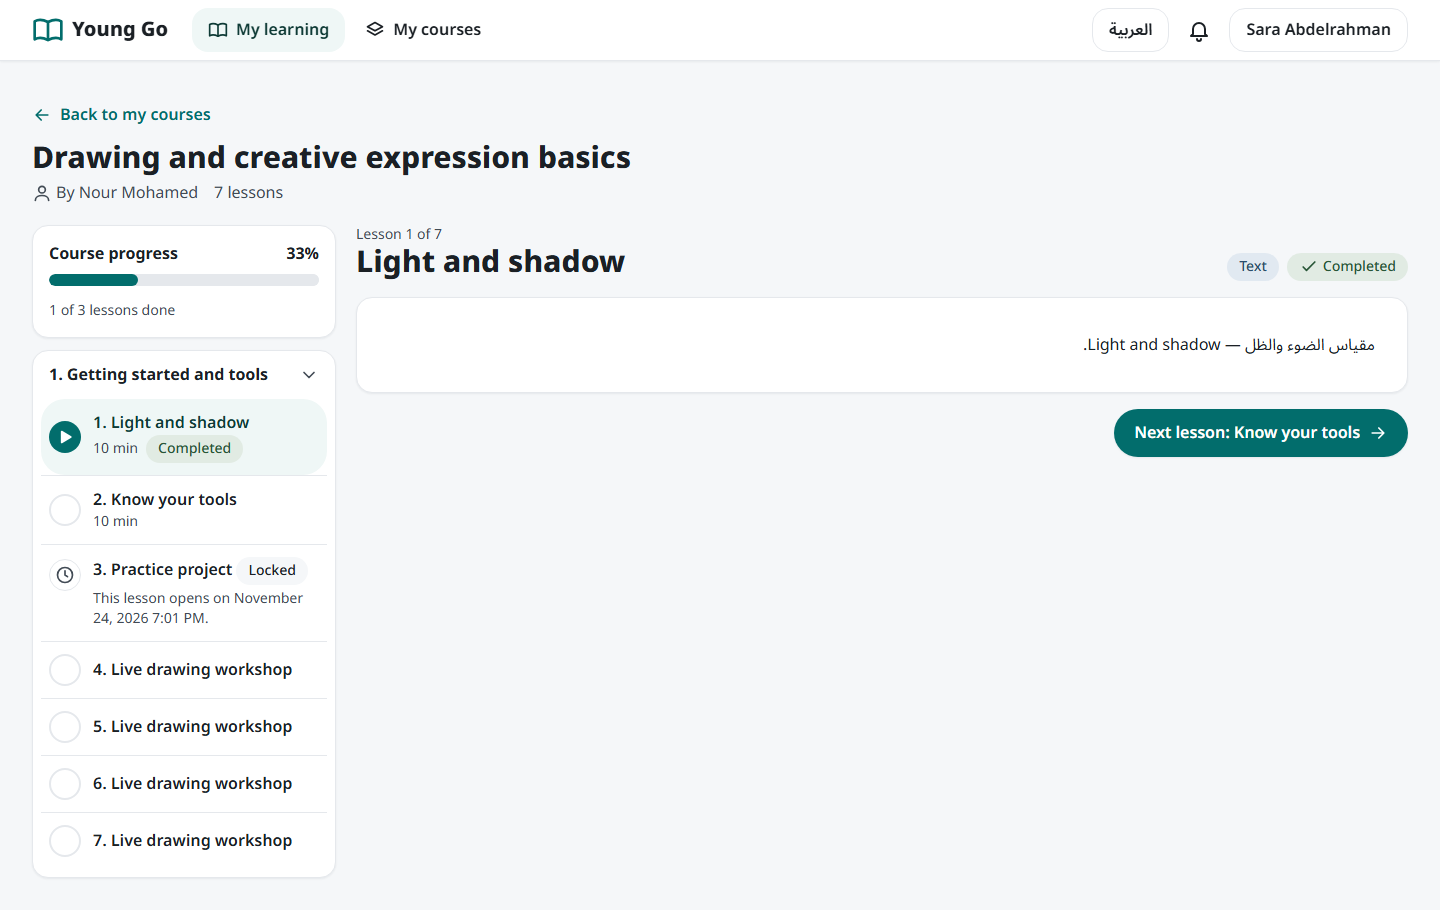 Young Go
My learning
My courses
العربية
Sara Abdelrahman
Back to my courses
Drawing and creative expression basics
By Nour Mohamed 7 lessons
Course progress 33%
1 of 3 lessons done
1. Getting started and tools
1. Light and shadow
10 min Completed
2. Know your tools
10 min
3. Practice project Locked
This lesson opens on November
24, 2026 7:01 PM.
4. Live drawing workshop
5. Live drawing workshop
6. Live drawing workshop
7. Live drawing workshop
Lesson 1 of 7
Light and shadow
Text Completed
مقياس الضوء والظل — Light and shadow.
Next lesson: Know your tools